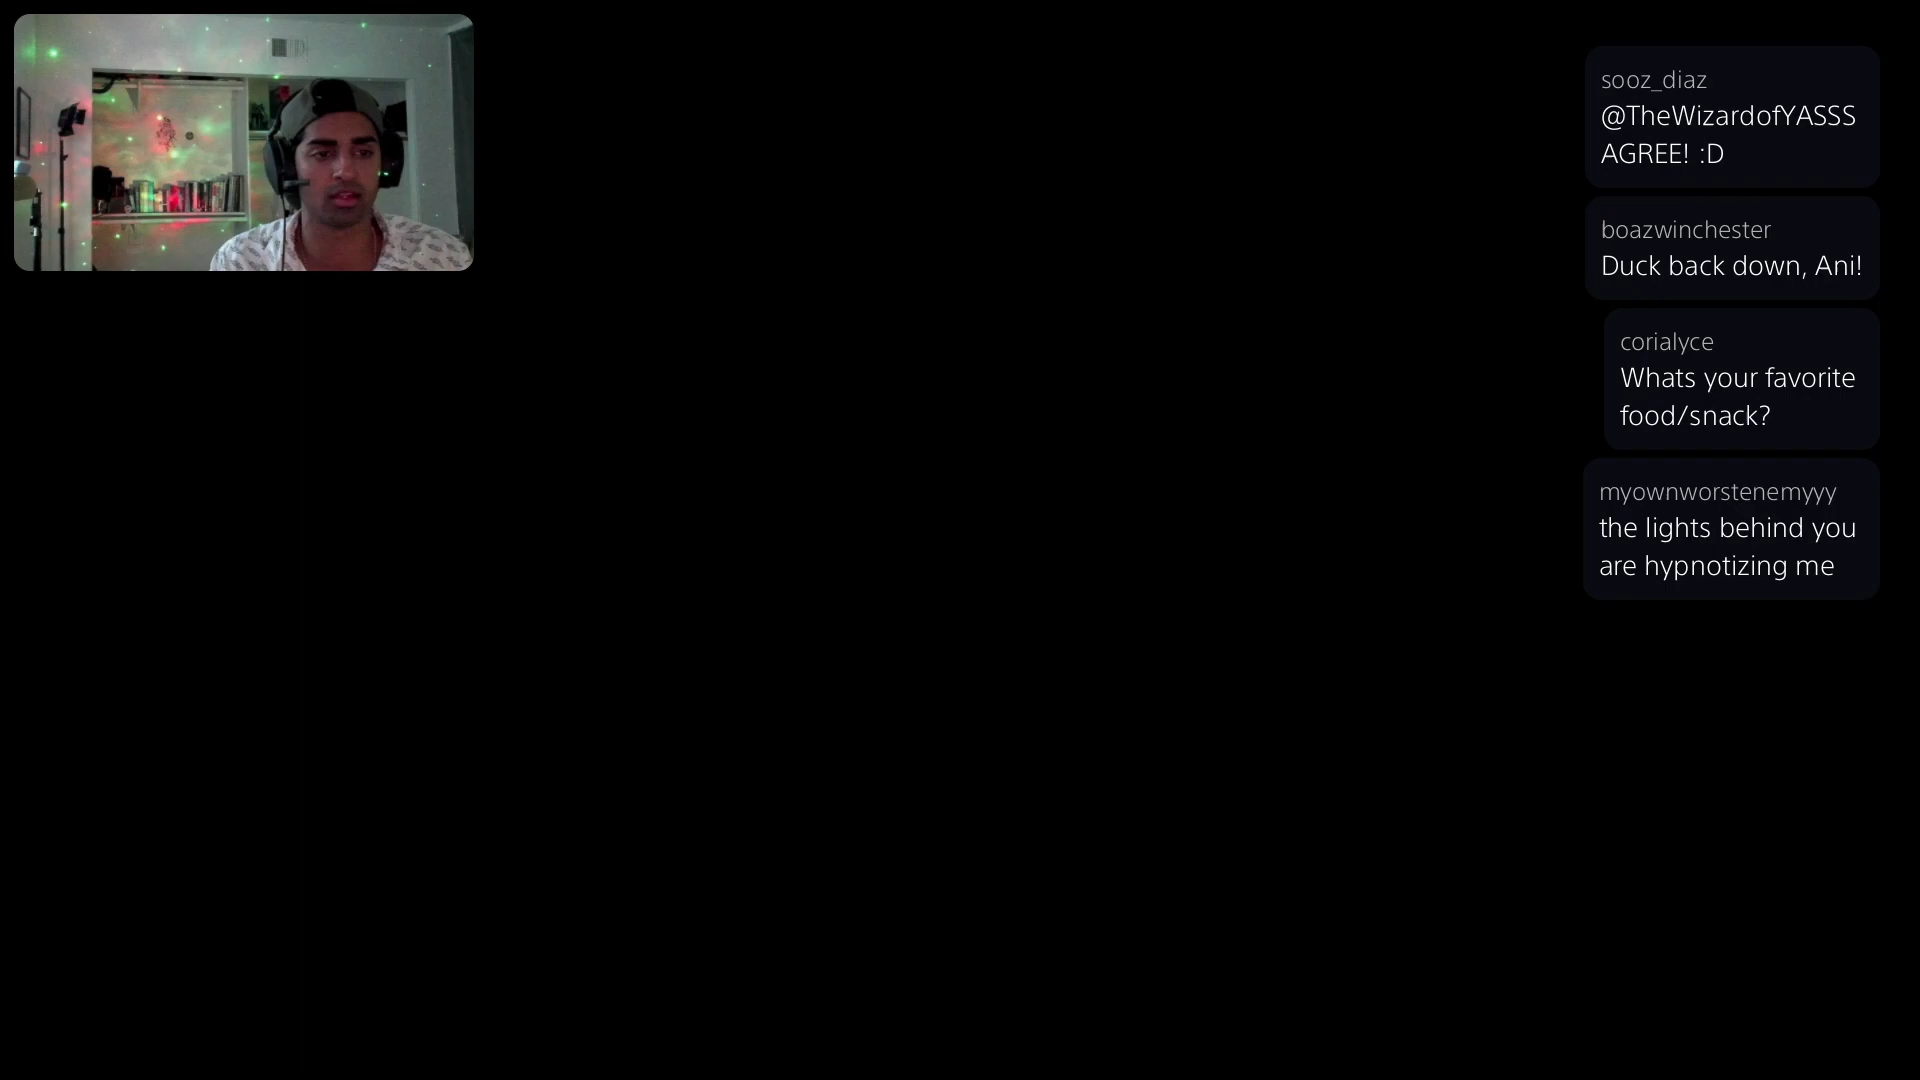 sooz_diaz
@TheWizardofYASSS
AGREE! :D
boazwinchester
Duck back down, Ani!
corialyce
Whats your favorite
food/snack?
myownworstenemyyy
the lights behind you
are hypnotizing me